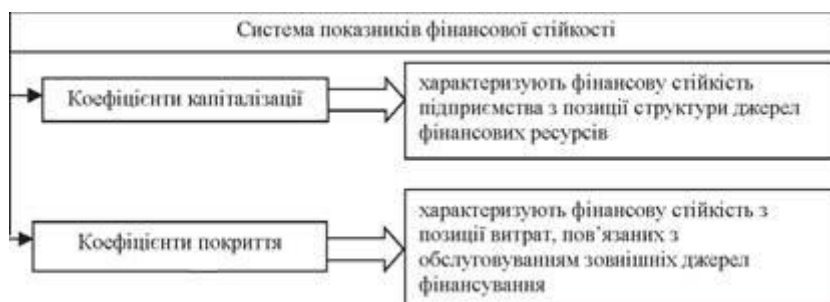 Система показників фінансової стійкості
Коефіцієнти капіталізації
характеризують фінансову стійкість
підприємства з позиції структури джерел
фінансових ресурсів
Коефіцієнти покриття
характеризують фінансову стійкість з
позиції витрат, пов’язаних з
обслуговуванням зовнішніх джерел
фінансування